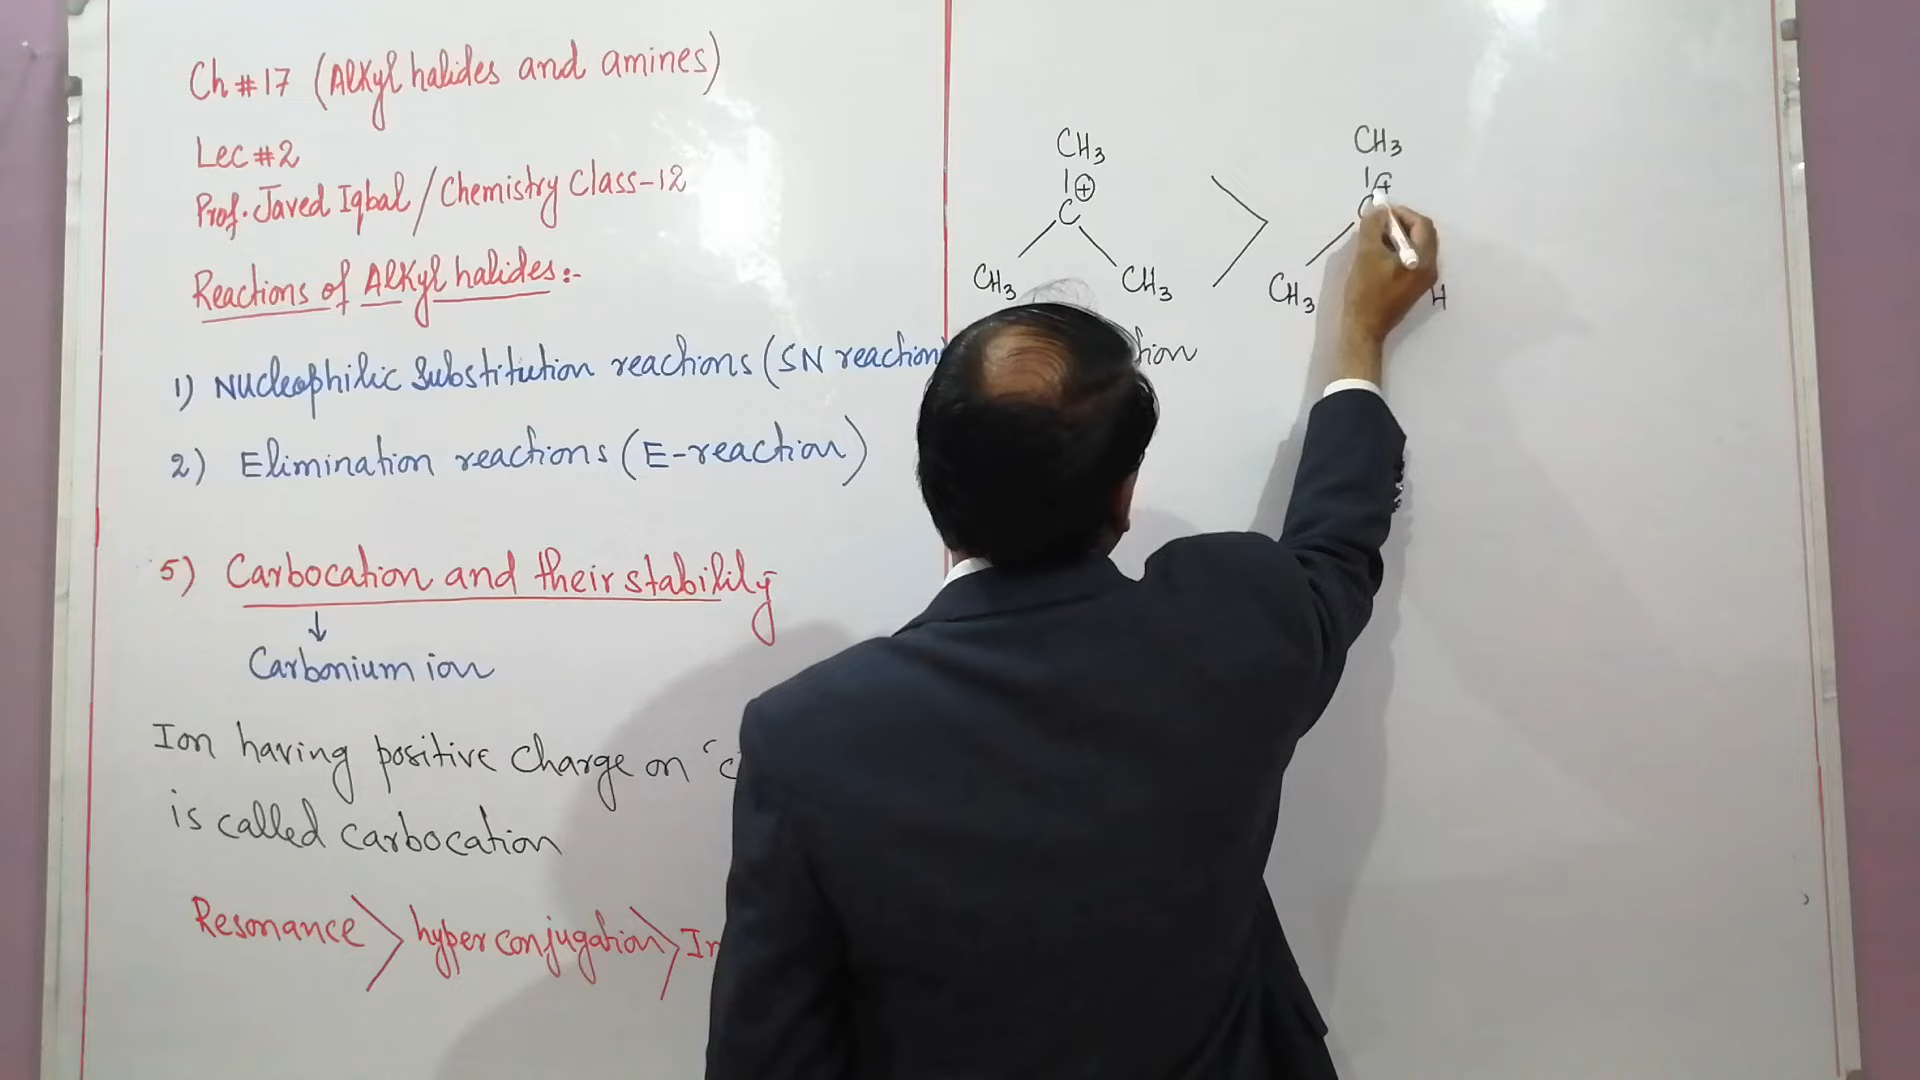 Ch # 17 (Alkyl halides and amines)
Lec # 2
Prof. Javed Iqbal / Chemistry Class-12
Reactions of Alkyl halides:-
1) Nucleophilic Substitution reactions (SN reaction)
2) Elimination reactions (E-reaction)
5) Carbocation and their stability
↓
Carbonium ion
Ion having positive charge on 'c
is called carbocation
Resonance > hyper conjugation > In
CH3
⊕
C
CH3 CH3
tion
>
CH3
+
C
CH3 H